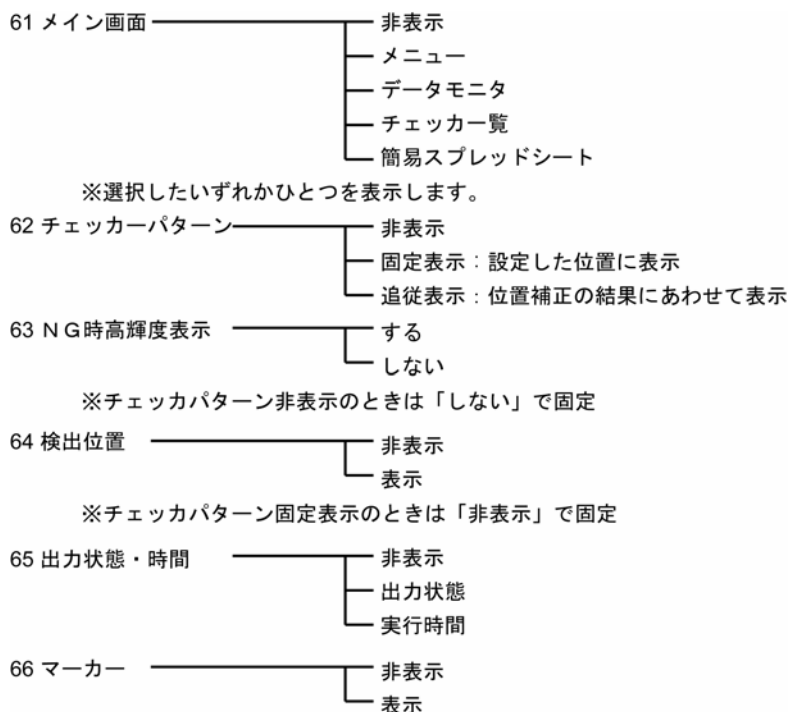 61 メイン画面 非表示
メニュー
データモニタ
チェッカ一覧
簡易スプレッドシート
※選択したいずれかひとつを表示します。
62 チェッカーパターン 非表示
固定表示：設定した位置に表示
追従表示：位置補正の結果にあわせて表示
63 ＮＧ時高輝度表示 する
しない
※チェッカパターン非表示のときは「しない」で固定
64 検出位置 非表示
表示
※チェッカパターン固定表示のときは「非表示」で固定
65 出力状態・時間 非表示
出力状態
実行時間
66 マーカー 非表示
表示